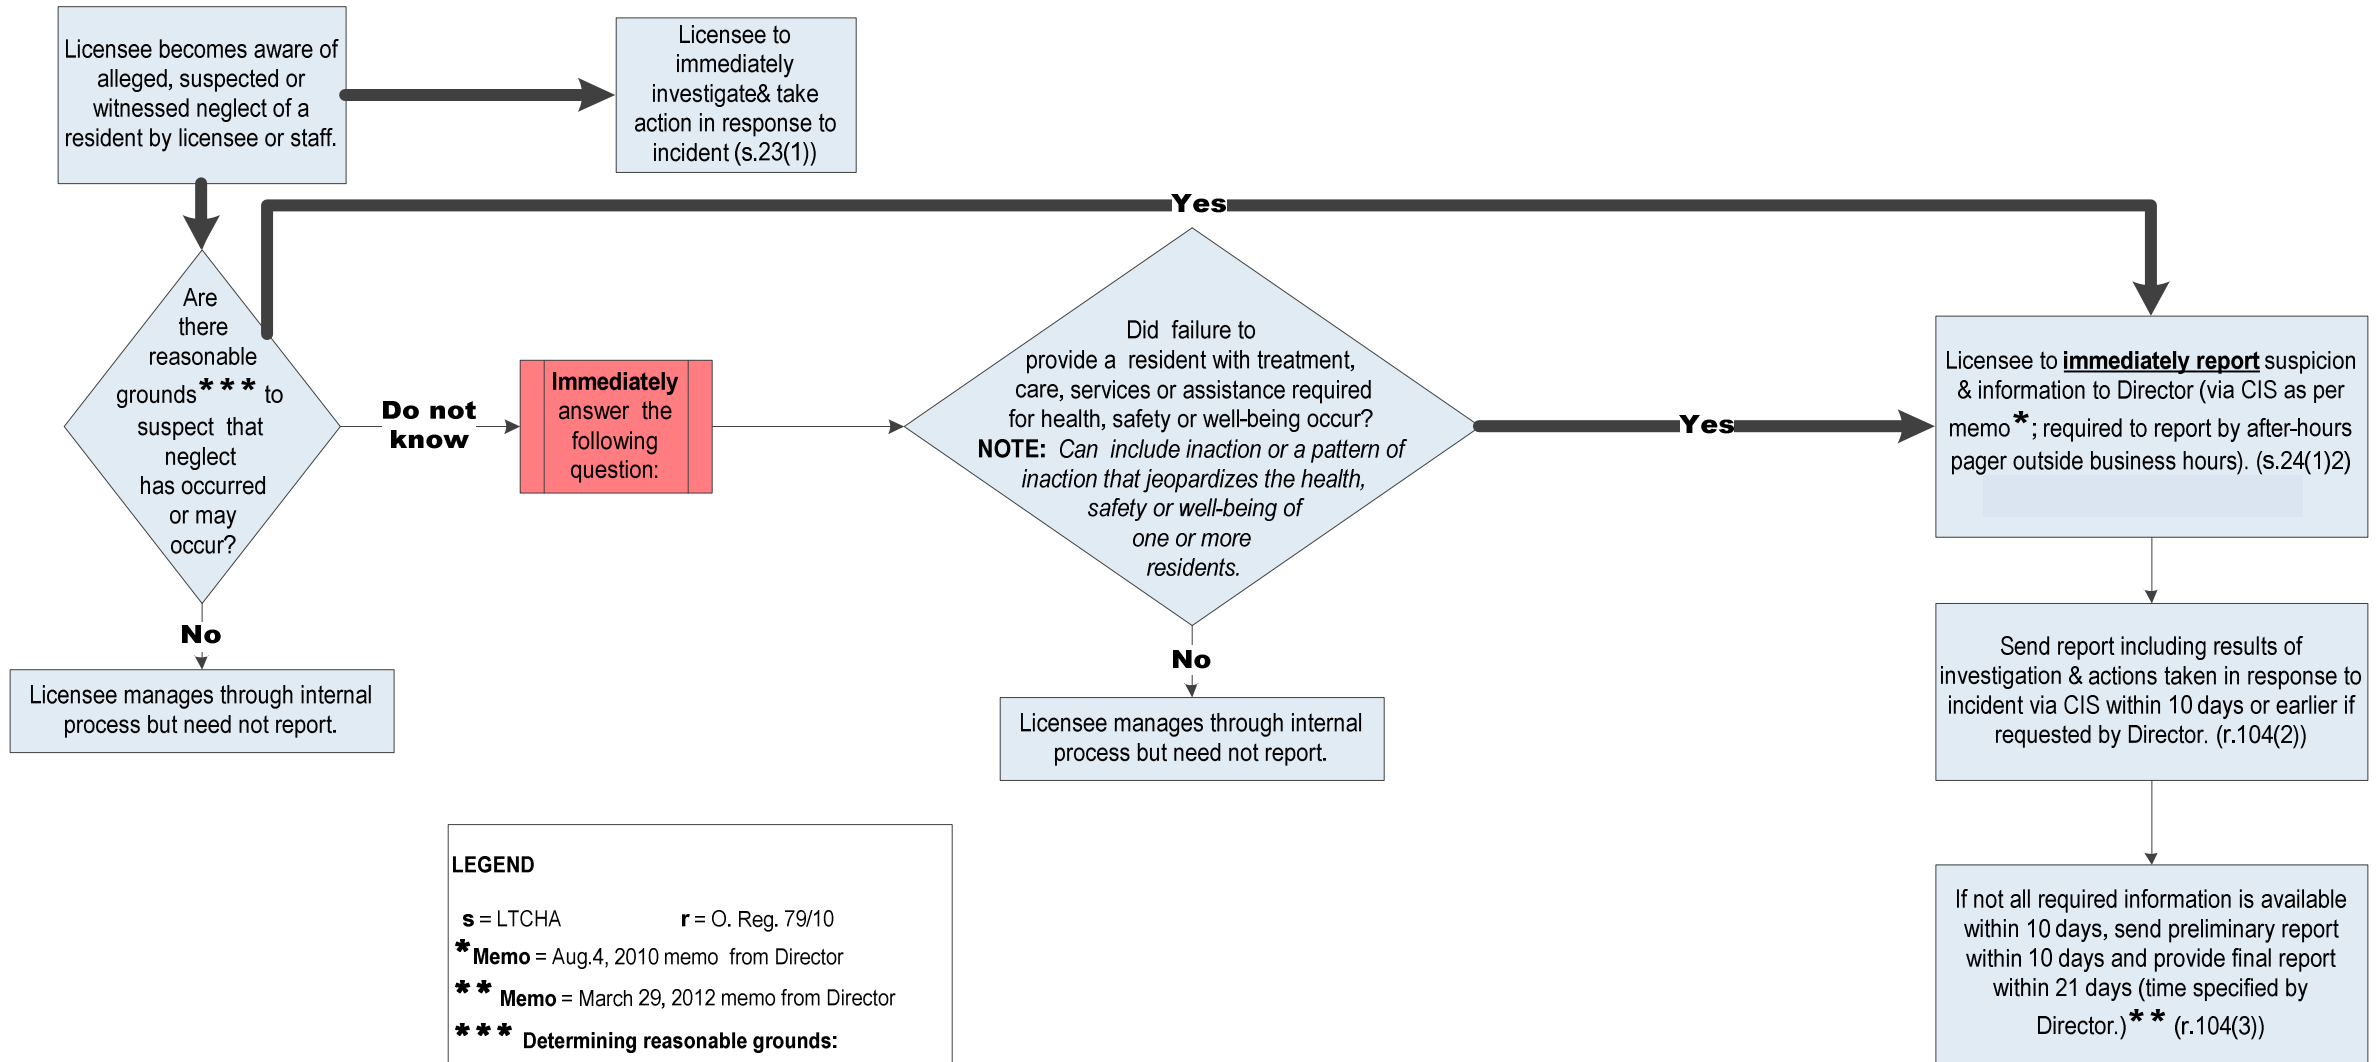 Licensee becomes aware of
alleged, suspected or
witnessed neglect of a
resident by licensee or staff.
Licensee to
immediately
investigate& take
action in response to
incident (s.23(1))
Yes
Are
there
reasonable
grounds*** to
suspect that
neglect
has occurred
or may
occur?
Do not
know
Immediately
answer the
following
question:
Did failure to
provide a resident with treatment,
care, services or assistance required
for health, safety or well-being occur?
NOTE: Can include inaction or a pattern of
inaction that jeopardizes the health,
safety or well-being of
one or more
residents.
Yes
Licensee to immediately report suspicion
& information to Director (via CIS as per
memo*; required to report by after-hours
pager outside business hours). (s.24(1)2)
No
Licensee manages through internal
process but need not report.
No
Licensee manages through internal
process but need not report.
Send report including results of
investigation & actions taken in response to
incident via CIS within 10 days or earlier if
requested by Director. (r.104(2))
If not all required information is available
within 10 days, send preliminary report
within 10 days and provide final report
within 21 days (time specified by
Director.)** (r.104(3))
LEGEND
s = LTCHA r = O. Reg. 79/10
*Memo = Aug.4, 2010 memo from Director
** Memo = March 29, 2012 memo from Director
*** Determining reasonable grounds: